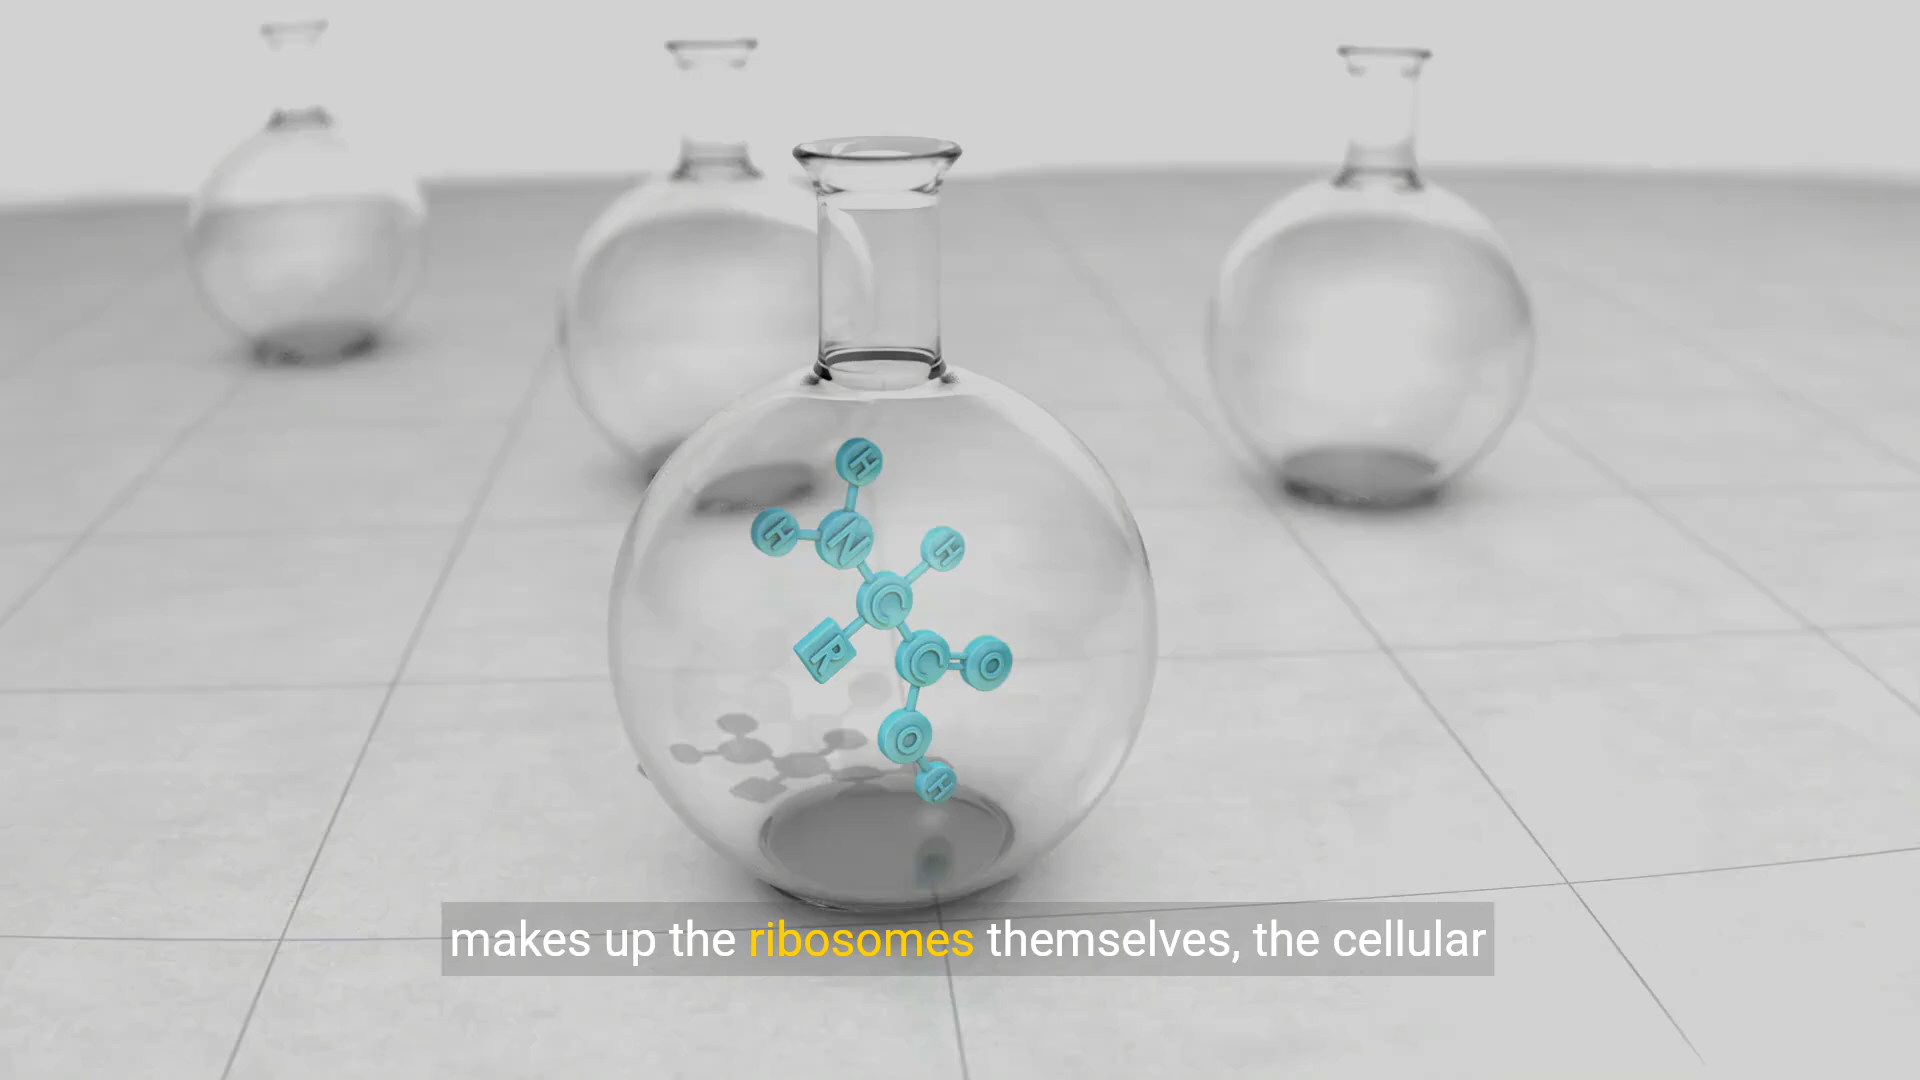 H
H N H
C
R C O
O
H
makes up the ribosomes themselves, the cellular